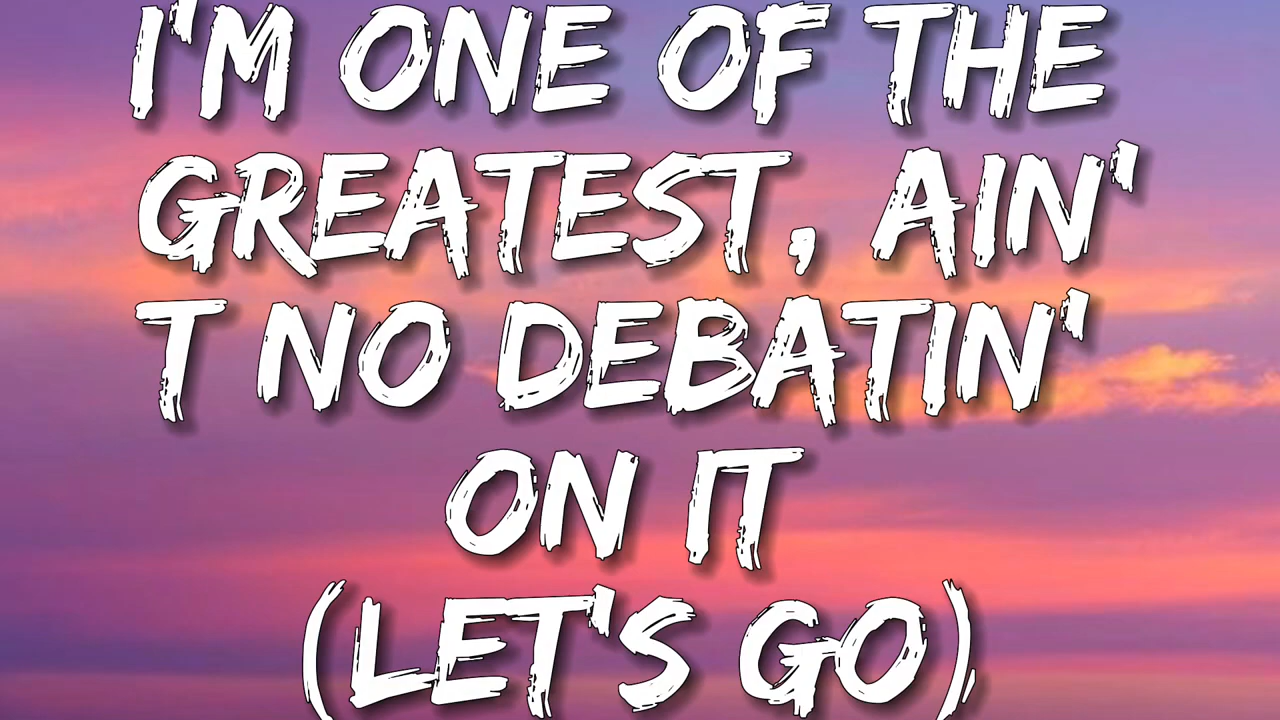 I'M ONE OF THE
GREATEST, AIN'
T NO DEBATIN'
ON IT
(LET'S GO)